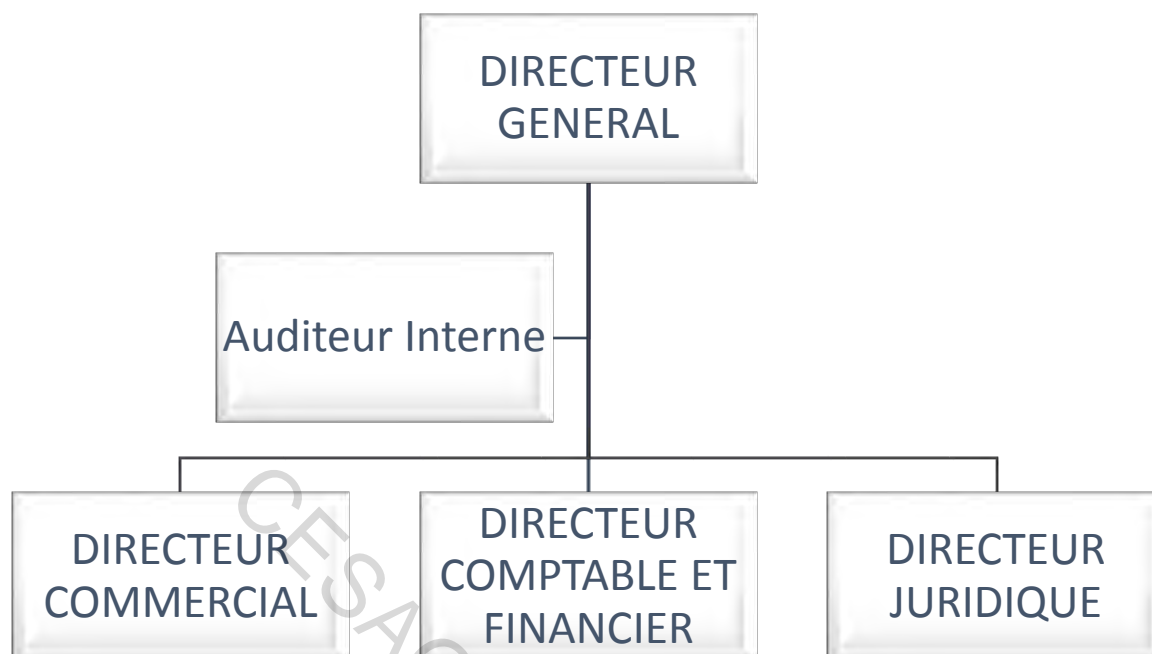 DIRECTEUR
GENERAL
Auditeur Interne
DIRECTEUR
COMMERCIAL
DIRECTEUR
COMPTABLE ET
FINANCIER
DIRECTEUR
JURIDIQUE